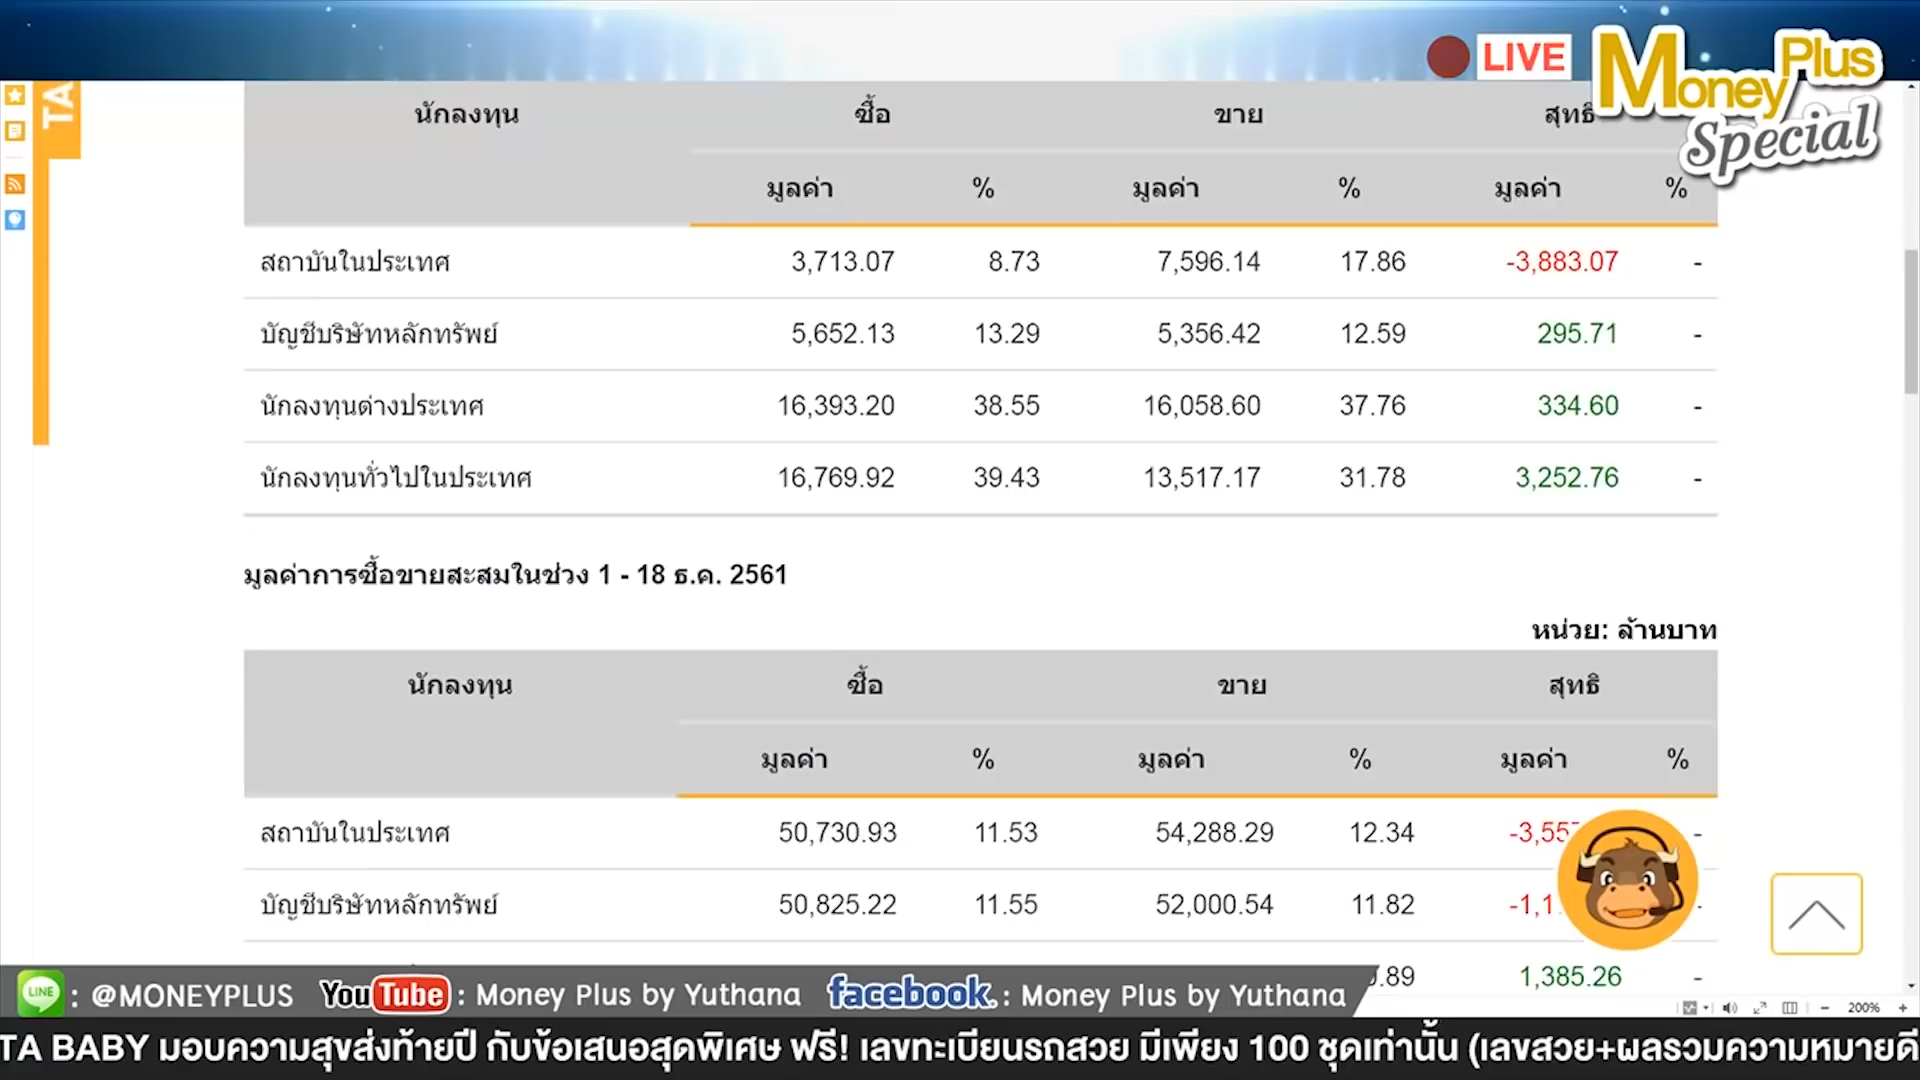 LIVE
Money Plus
Special
TA
นักลงทุน ซื้อ ขาย สุทธิ
มูลค่า % มูลค่า % มูลค่า %
สถาบันในประเทศ 3,713.07 8.73 7,596.14 17.86 -3,883.07 -
บัญชีบริษัทหลักทรัพย์ 5,652.13 13.29 5,356.42 12.59 295.71 -
นักลงทุนต่างประเทศ 16,393.20 38.55 16,058.60 37.76 334.60 -
นักลงทุนทั่วไปในประเทศ 16,769.92 39.43 13,517.17 31.78 3,252.76 -
มูลค่าการซื้อขายสะสมในช่วง 1 - 18 ธ.ค. 2561
หน่วย: ล้านบาท
นักลงทุน ซื้อ ขาย สุทธิ
มูลค่า % มูลค่า % มูลค่า %
สถาบันในประเทศ 50,730.93 11.53 54,288.29 12.34 -3,55 -
บัญชีบริษัทหลักทรัพย์ 50,825.22 11.55 52,000.54 11.82 -1,1 -
.89 1,385.26 -
LINE : @MONEYPLUS YouTube : Money Plus by Yuthana facebook. : Money Plus by Yuthana
200%
TA BABY มอบความสุขส่งท้ายปี กับข้อเสนอสุดพิเศษ ฟรี! เลขทะเบียนรถสวย มีเพียง 100 ชุดเท่านั้น (เลขสวย+ผลรวมความหมายดี